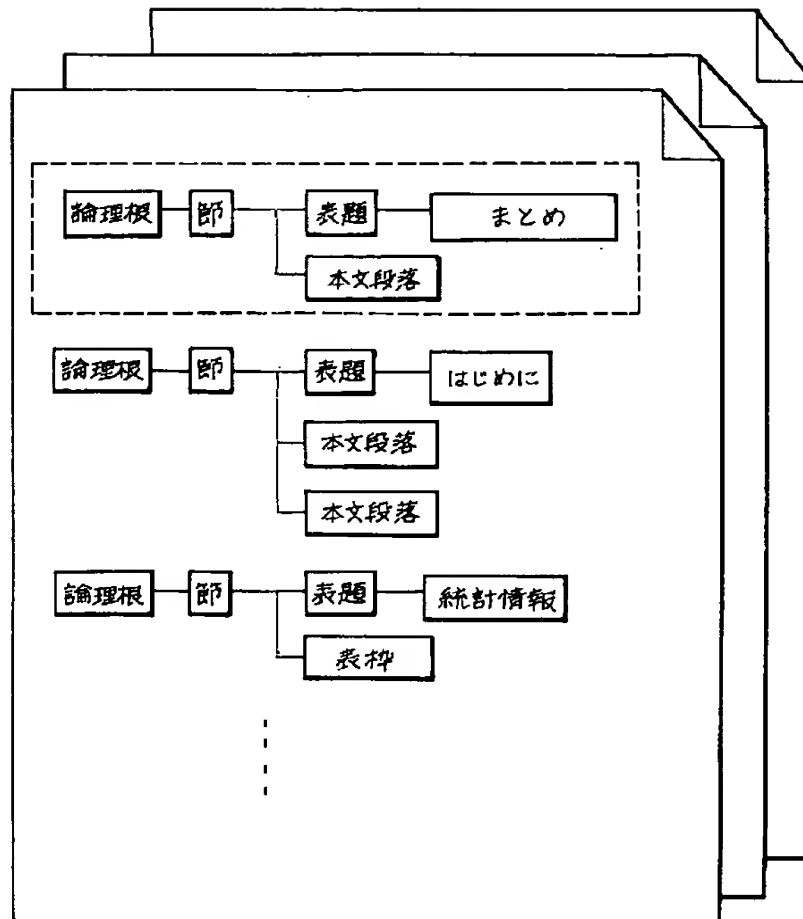 論理根 節 表題 まとめ
本文段落
論理根 節 表題 はじめに
本文段落
本文段落
論理根 節 表題 統計情報
表枠